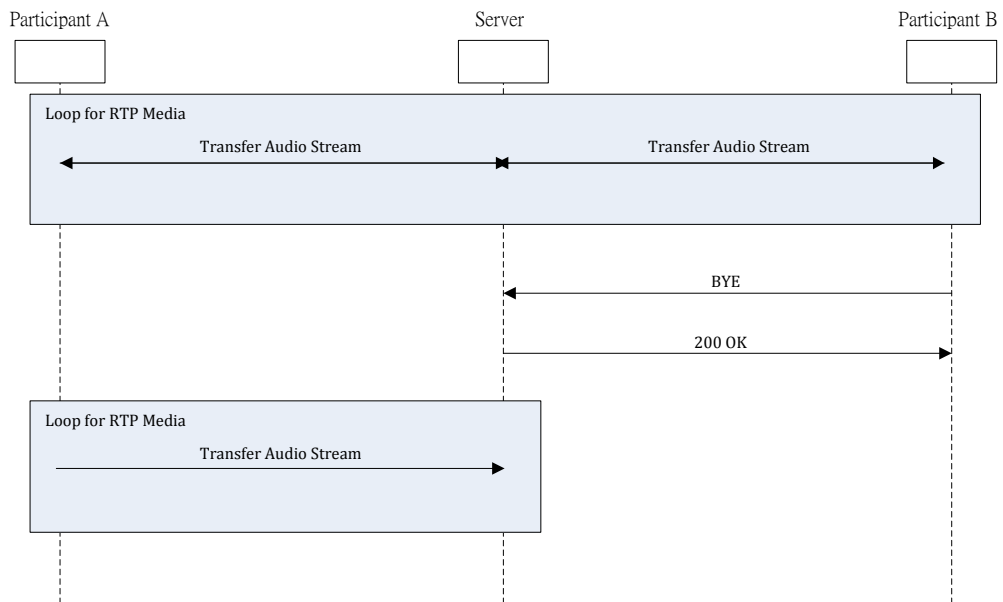 Participant A
Server
Participant B
Loop for RTP Media
Transfer Audio Stream
Transfer Audio Stream
BYE
200 OK
Loop for RTP Media
Transfer Audio Stream